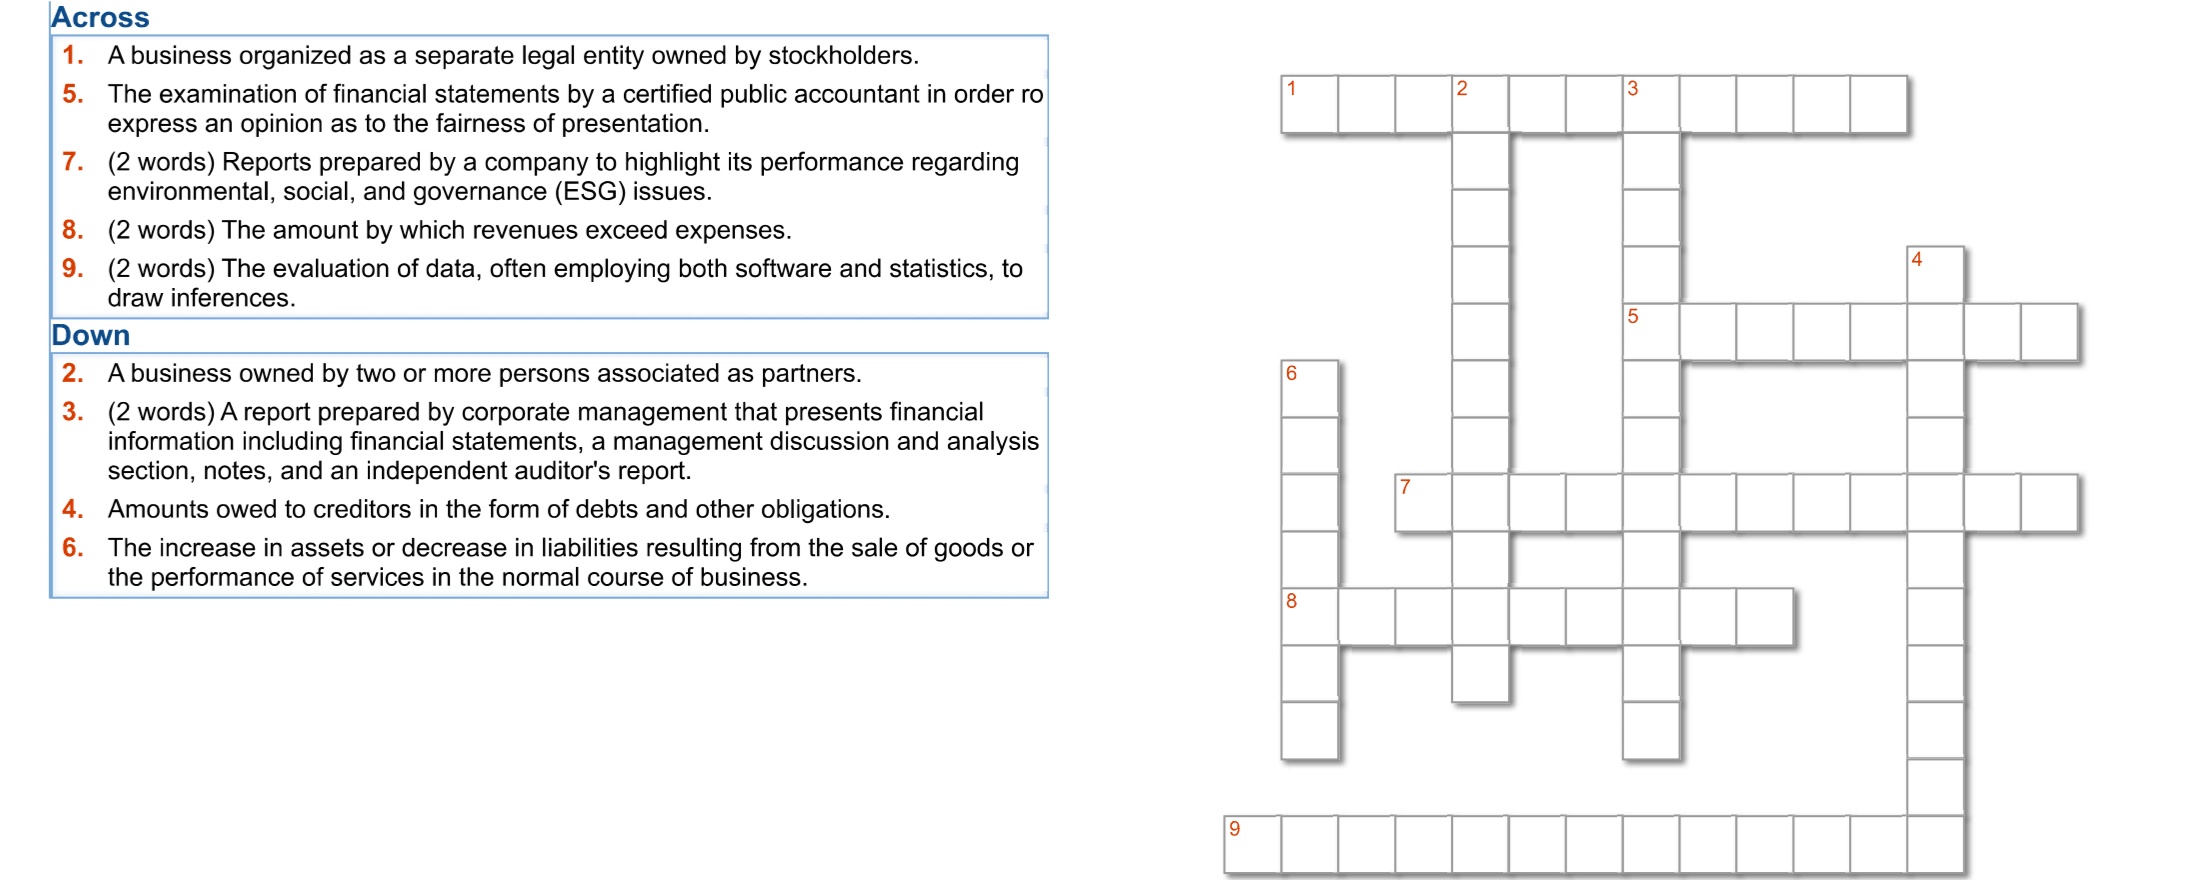 Across
1. A business organized as a separate legal entity owned by stockholders.
5. The examination of financial statements by a certified public accountant in order ro
express an opinion as to the fairness of presentation.
7. (2 words) Reports prepared by a company to highlight its performance regarding
environmental, social, and governance (ESG) issues.
8. (2 words) The amount by which revenues exceed expenses.
9. (2 words) The evaluation of data, often employing both software and statistics, to
draw inferences.
Down
2. A business owned by two or more persons associated as partners.
3. (2 words) A report prepared by corporate management that presents financial
information including financial statements, a management discussion and analysis
section, notes, and an independent auditor's report.
4. Amounts owed to creditors in the form of debts and other obligations.
6. The increase in assets or decrease in liabilities resulting from the sale of goods or
the performance of services in the normal course of business.
1 2 3
4
5
6
7
8
9